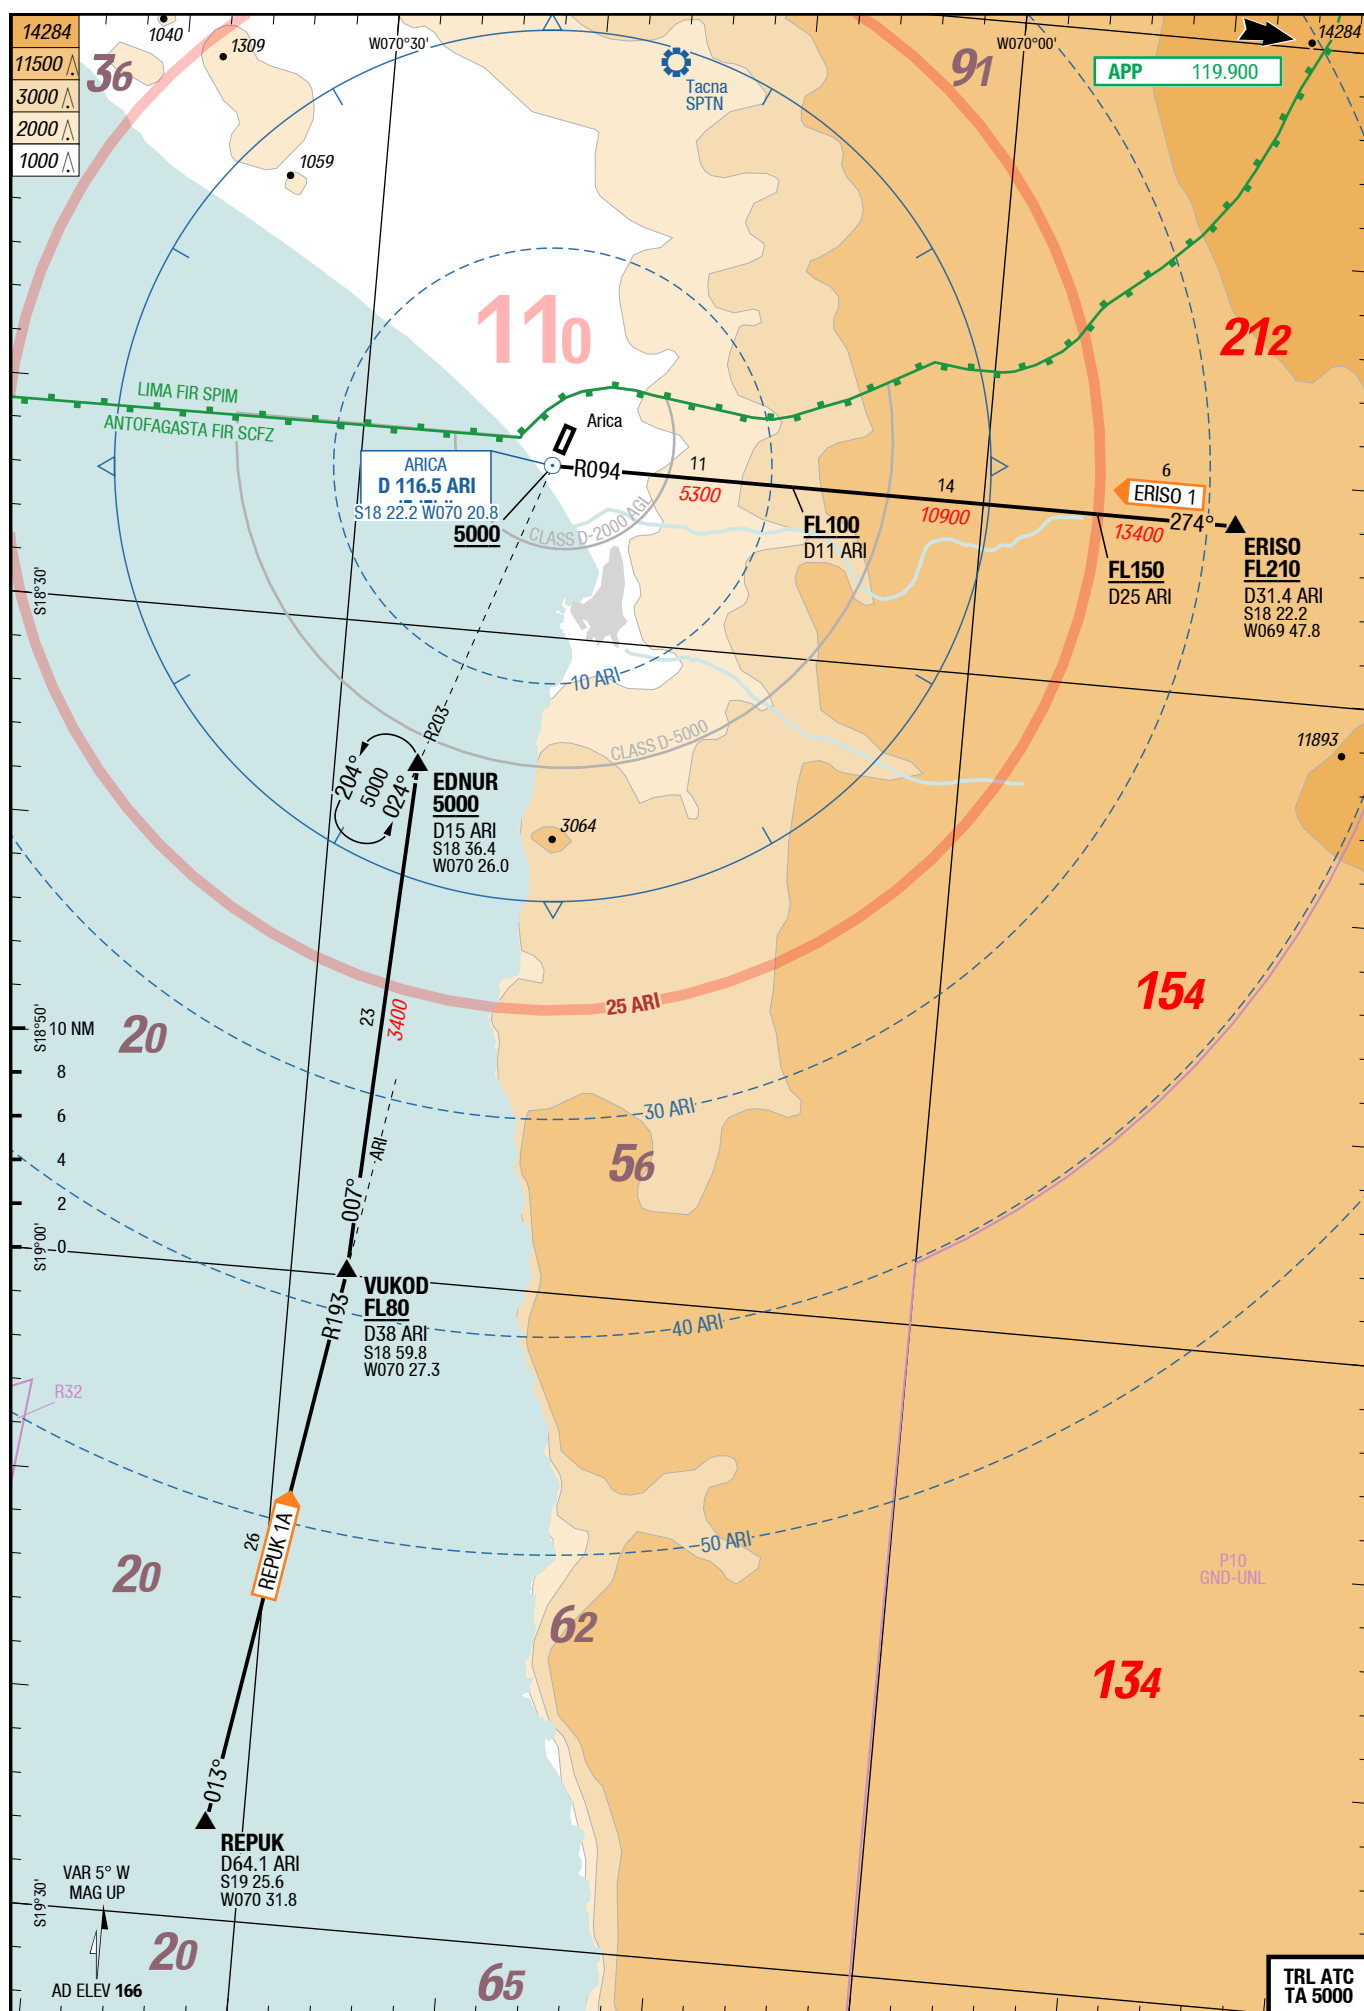 14284
11500
3000
2000
1000
1040
1309
36
1059
W070°30'
Tacna
SPTN
91
W070°00'
14284
APP 119.900
110
212
LIMA FIR SPIM
ANTOFAGASTA FIR SCFZ
Arica
ARICA
D 116.5 ARI
S18 22.2 W070 20.8
5000
R094
11
5300
14
10900
6
ERISO 1
13400
274°
FL100
D11 ARI
FL150
D25 ARI
ERISO
FL210
D31.4 ARI
S18 22.2
W069 47.8
CLASS D-2000 AGL
S18°30'
10 ARI
CLASS D-5000
R203
204°
5000
024°
EDNUR
5000
D15 ARI
S18 36.4
W070 26.0
3064
11893
25 ARI
154
23
3400
20
S18°50'
10 NM
8
6
4
2
0
S19°00'
30 ARI
56
ARI
007°
VUKOD
FL80
D38 ARI
S18 59.8
W070 27.3
R193
40 ARI
R32
50 ARI
26
REPUK 1A
20
62
P10
GND-UNL
134
013°
REPUK
D64.1 ARI
S19 25.6
W070 31.8
VAR 5° W
MAG UP
S19°30'
20
65
AD ELEV 166
TRL ATC
TA 5000